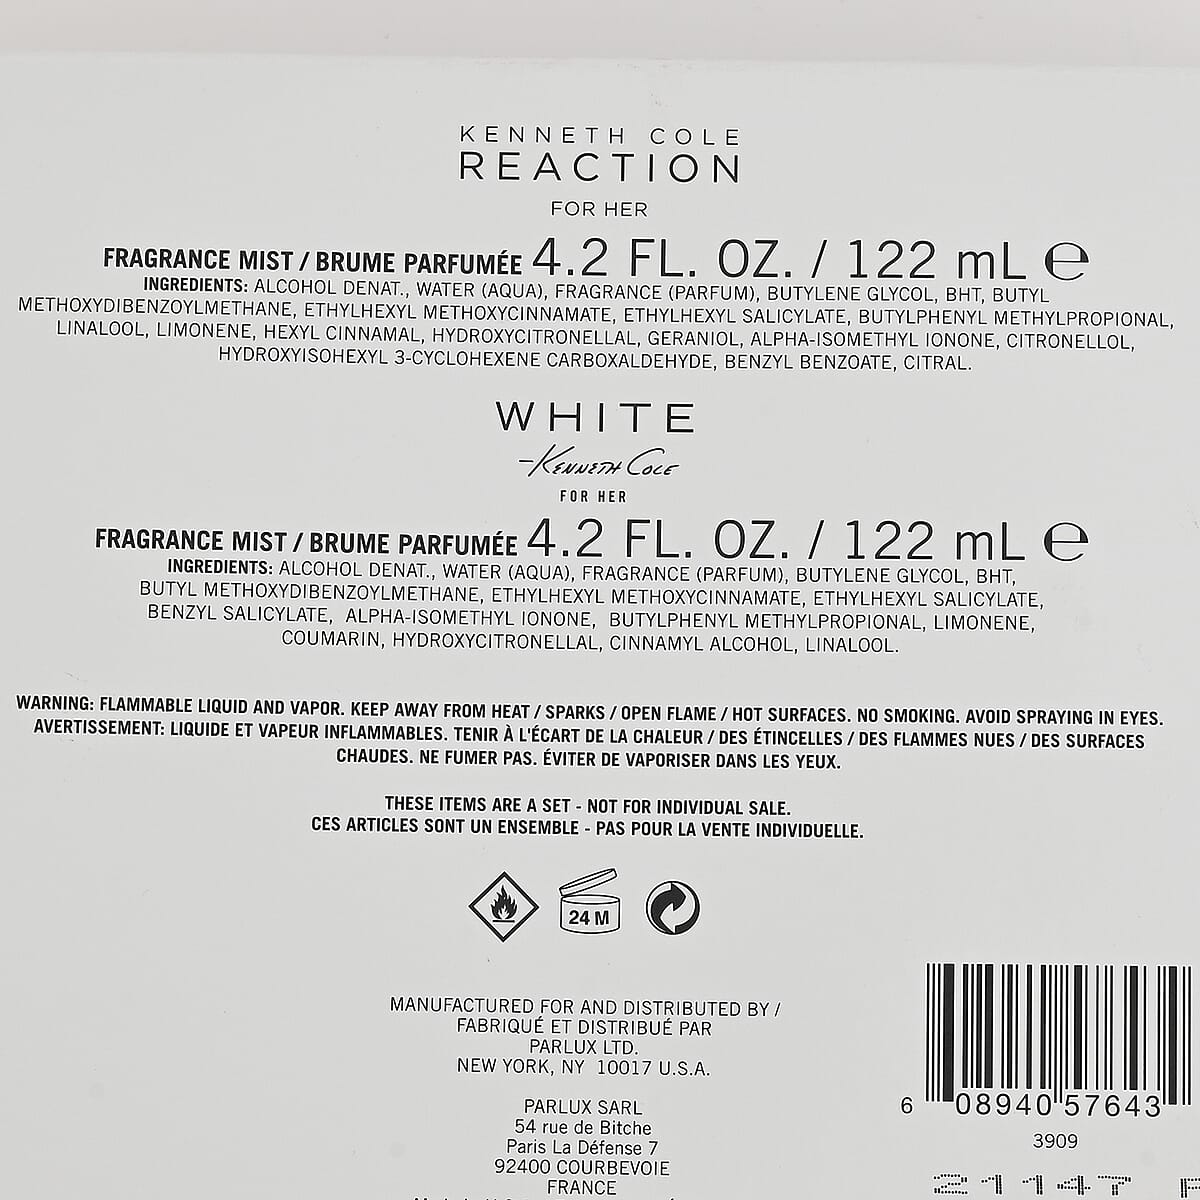 KENNETH COLE
REACTION
FOR HER
FRAGRANCE MIST / BRUME PARFUMÉE 4.2 FL. OZ. / 122 mL ℮
INGREDIENTS: ALCOHOL DENAT., WATER (AQUA), FRAGRANCE (PARFUM), BUTYLENE GLYCOL, BHT, BUTYL
METHOXYDIBENZOYLMETHANE, ETHYLHEXYL METHOXYCINNAMATE, ETHYLHEXYL SALICYLATE, BUTYLPHENYL METHYLPROPIONAL,
LINALOOL, LIMONENE, HEXYL CINNAMAL, HYDROXYCITRONELLAL, GERANIOL, ALPHA-ISOMETHYL IONONE, CITRONELLOL,
HYDROXYISOHEXYL 3-CYCLOHEXENE CARBOXALDEHYDE, BENZYL BENZOATE, CITRAL.
WHITE
-KENNETH COLE
FOR HER
FRAGRANCE MIST / BRUME PARFUMÉE 4.2 FL. OZ. / 122 mL ℮
INGREDIENTS: ALCOHOL DENAT., WATER (AQUA), FRAGRANCE (PARFUM), BUTYLENE GLYCOL, BHT,
BUTYL METHOXYDIBENZOYLMETHANE, ETHYLHEXYL METHOXYCINNAMATE, ETHYLHEXYL SALICYLATE,
BENZYL SALICYLATE, ALPHA-ISOMETHYL IONONE, BUTYLPHENYL METHYLPROPIONAL, LIMONENE,
COUMARIN, HYDROXYCITRONELLAL, CINNAMYL ALCOHOL, LINALOOL.
WARNING: FLAMMABLE LIQUID AND VAPOR. KEEP AWAY FROM HEAT / SPARKS / OPEN FLAME / HOT SURFACES. NO SMOKING. AVOID SPRAYING IN EYES.
AVERTISSEMENT: LIQUIDE ET VAPEUR INFLAMMABLES. TENIR À L'ÉCART DE LA CHALEUR / DES ÉTINCELLES / DES FLAMMES NUES / DES SURFACES
CHAUDES. NE FUMER PAS. ÉVITER DE VAPORISER DANS LES YEUX.
THESE ITEMS ARE A SET - NOT FOR INDIVIDUAL SALE.
CES ARTICLES SONT UN ENSEMBLE - PAS POUR LA VENTE INDIVIDUELLE.
24 M
MANUFACTURED FOR AND DISTRIBUTED BY /
FABRIQUÉ ET DISTRIBUÉ PAR
PARLUX LTD.
NEW YORK, NY 10017 U.S.A.
PARLUX SARL
54 rue de Bitche
Paris La Défense 7
92400 COURBEVOIE
FRANCE
6 08940 57643
3909
21147